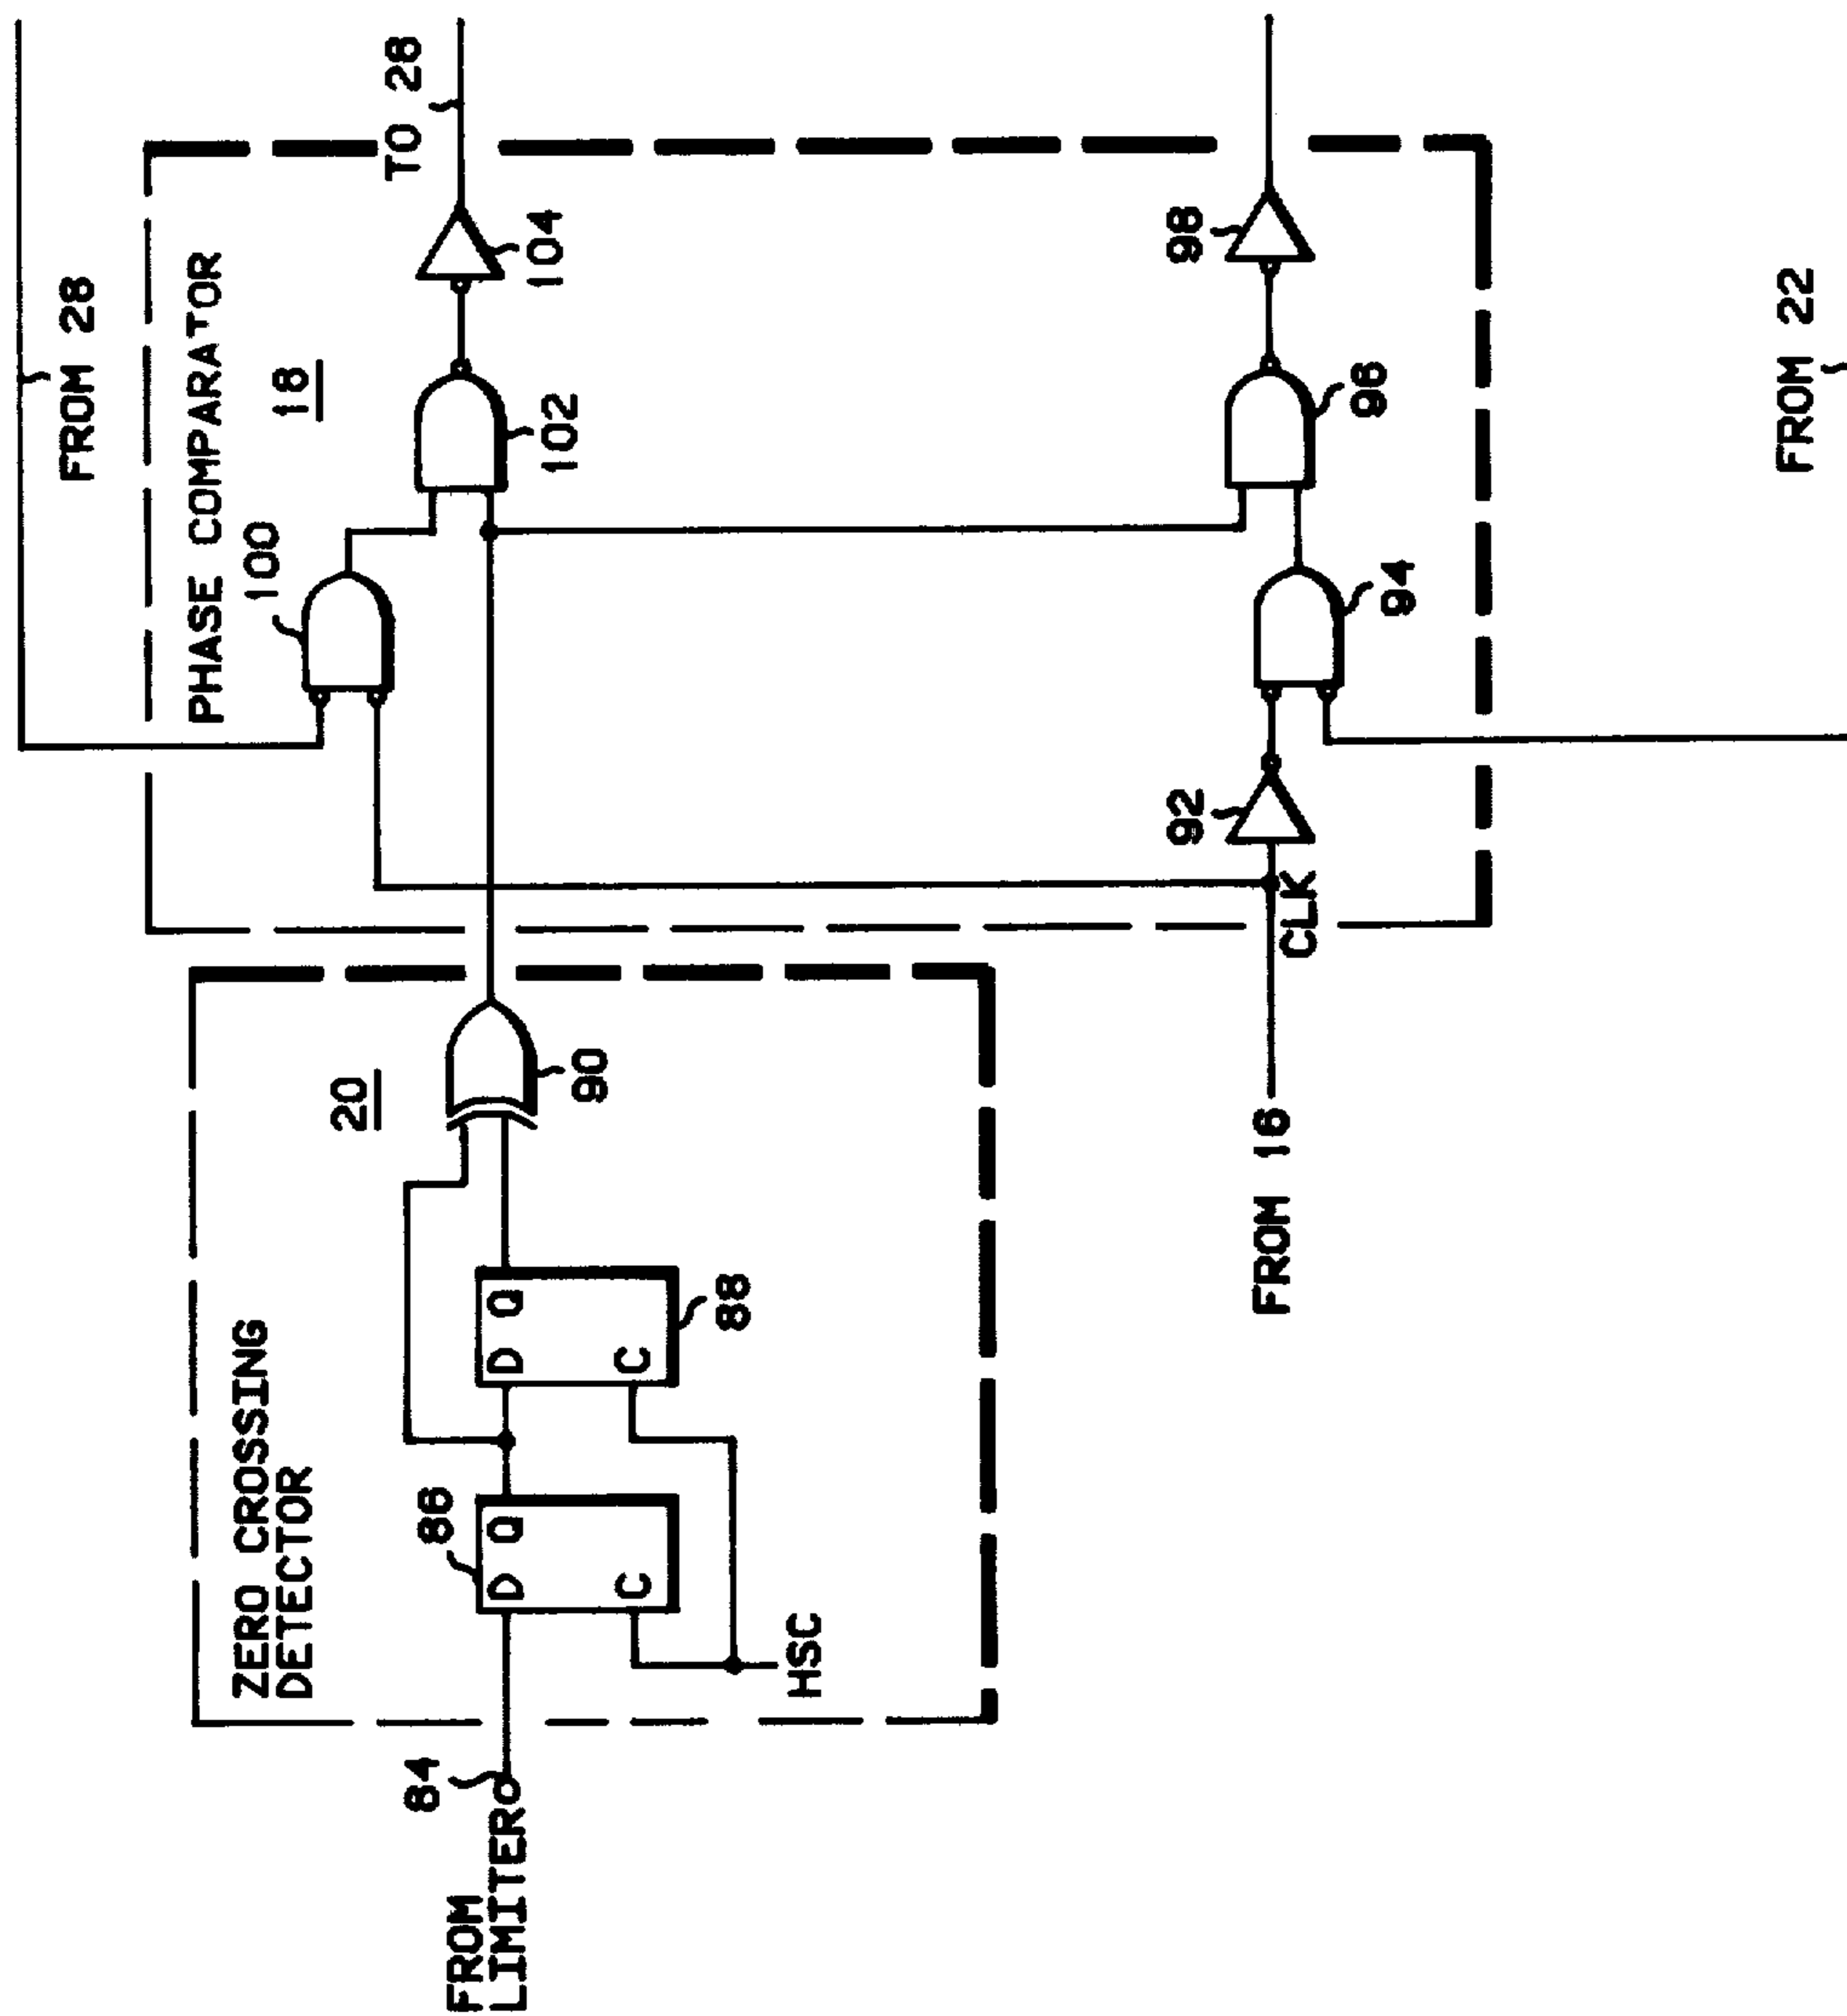 FROM 28
TO 28
PHASE COMPARATOR
18
100
102
104
98
96
94
92
CLK
FROM 16
FROM 22
ZERO CROSSING
DETECTOR
20
90
D Q
C
88
D Q
C
86
HSC
84
FROM
LIMITER